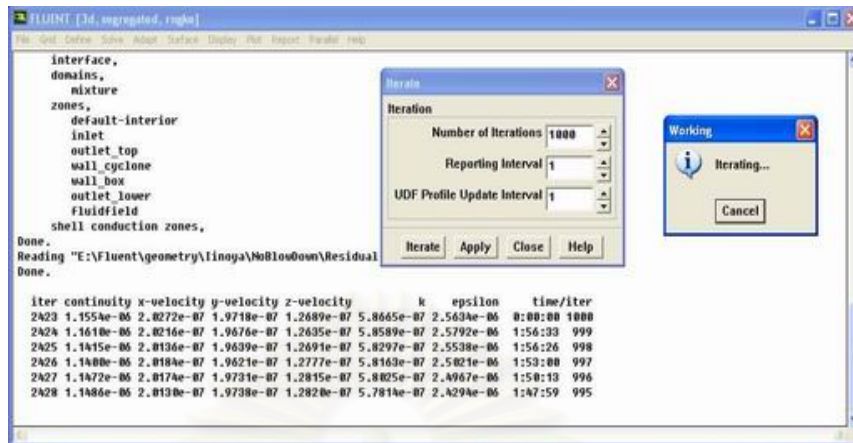 FLUENT [3d, segregated, rngke]
File Grid Define Solve Adapt Surface Display Plot Report Parallel Help
interface,
domains,
mixture
zones,
default-interior
inlet
outlet_top
wall_cyclone
wall_box
outlet_lower
fluidfield
shell conduction zones,
Done.
Reading "E:\Fluent\geometry\Iinoya\NoBlowDown\Residual
Done.
iter continuity x-velocity y-velocity z-velocity k epsilon time/iter
2423 1.1554e-06 2.0272e-07 1.9718e-07 1.2689e-07 5.8665e-07 2.5634e-06 0:00:00 1000
2424 1.1610e-06 2.0216e-07 1.9676e-07 1.2635e-07 5.8589e-07 2.5792e-06 1:56:33 999
2425 1.1415e-06 2.0136e-07 1.9639e-07 1.2691e-07 5.8297e-07 2.5538e-06 1:56:26 998
2426 1.1400e-06 2.0184e-07 1.9621e-07 1.2777e-07 5.8163e-07 2.5021e-06 1:53:00 997
2427 1.1472e-06 2.0174e-07 1.9731e-07 1.2815e-07 5.8025e-07 2.4967e-06 1:50:13 996
2428 1.1486e-06 2.0130e-07 1.9738e-07 1.2820e-07 5.7814e-07 2.4294e-06 1:47:59 995
Iterate
Iteration
Number of Iterations 1000
Reporting Interval 1
UDF Profile Update Interval 1
Iterate Apply Close Help
Working
Iterating...
Cancel